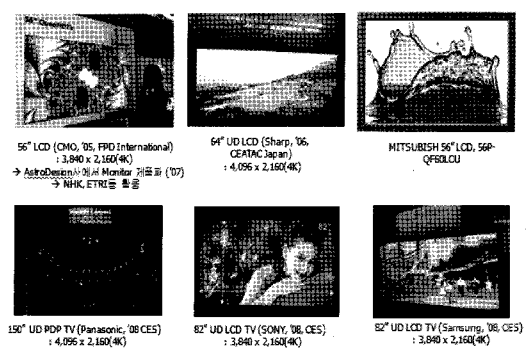 56" LCD (CMO, '05, FPD International)
: 3,840 x 2,160(4K)
→ AstroDesign사에서 Monitor 제품화 ('07)
→ NHK, ETRI등 활용
64" UD LCD (Sharp, '06,
CEATAC Japan)
: 4,096 x 2,160(4K)
MITSUBISH 56" LCD, 56P-
QF60LCU
150" UD PDP TV (Panasonic, '08 CES)
: 4,096 x 2,160(4K)
82"
82" UD LCD TV (SONY, '08, CES)
: 3,840 x 2,160(4K)
82" UD LCD TV (Samsung, '08, CES)
: 3,840 x 2,160(4K)